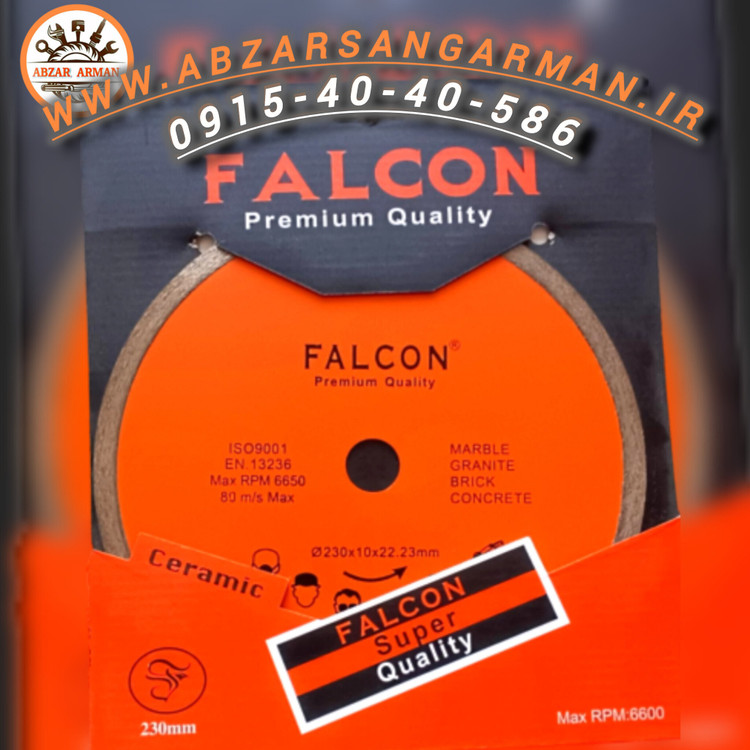 ABZAR ARMAN
WWW.ABZARSANGARMAN.IR
0915-40-40-586
FALCON
Premium Quality
FALCON®
Premium Quality
ISO9001
EN.13236
Max RPM 6650
80 m/s Max
MARBLE
GRANITE
BRICK
CONCRETE
Ø230x10x22.23mm
Ceramic
FALCON
Super
Quality
230mm
Max RPM:6600